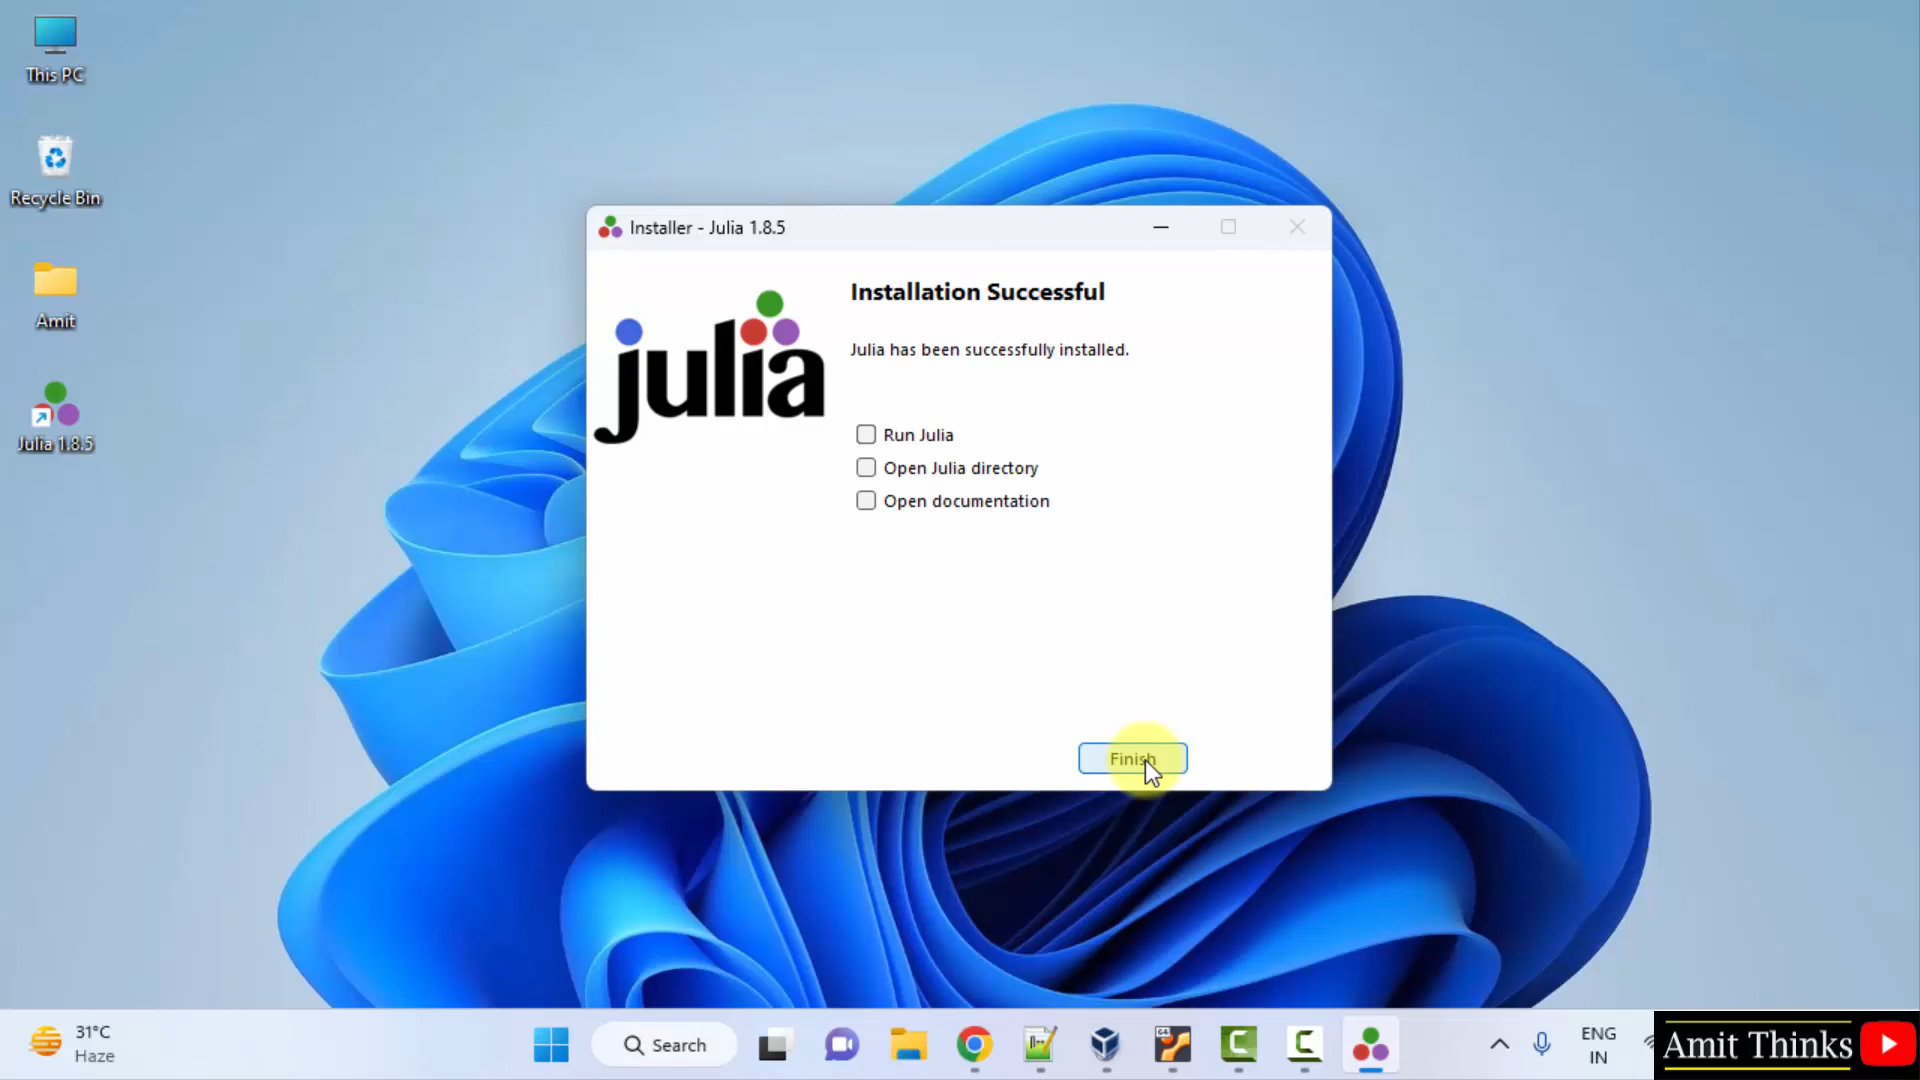 This PC
Recycle Bin
Amit
Julia 1.8.5
Installer - Julia 1.8.5
julia
Installation Successful
Julia has been successfully installed.
Run Julia
Open Julia directory
Open documentation
Finish
31°C
Haze
Search
ENG
IN
Amit Thinks